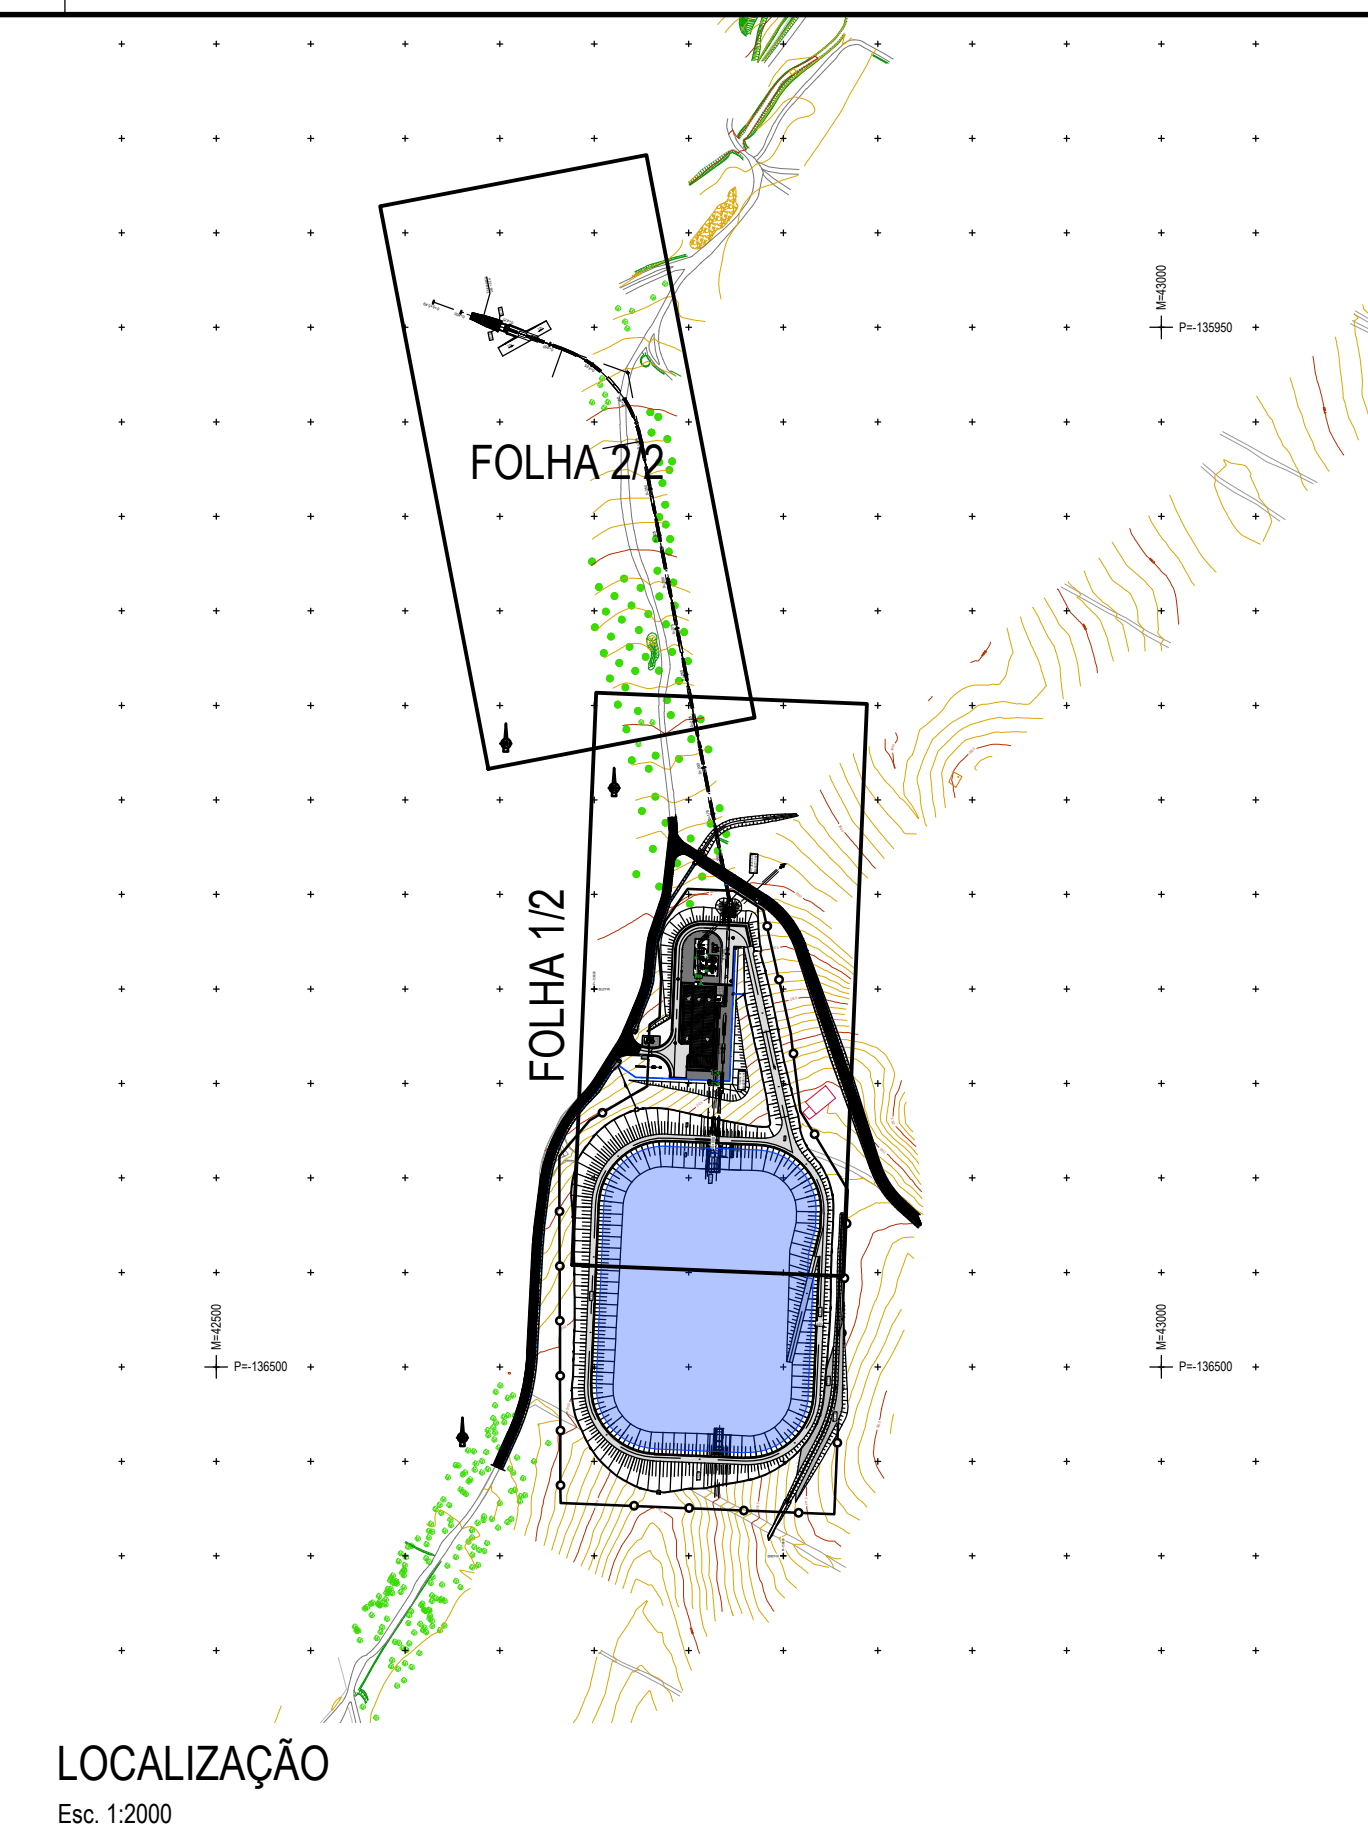 M=43000
P=-135950
FOLHA 2/2
FOLHA 1/2
M=42500
P=-136500
M=43000
P=-136500
LOCALIZAÇÃO
Esc. 1:2000